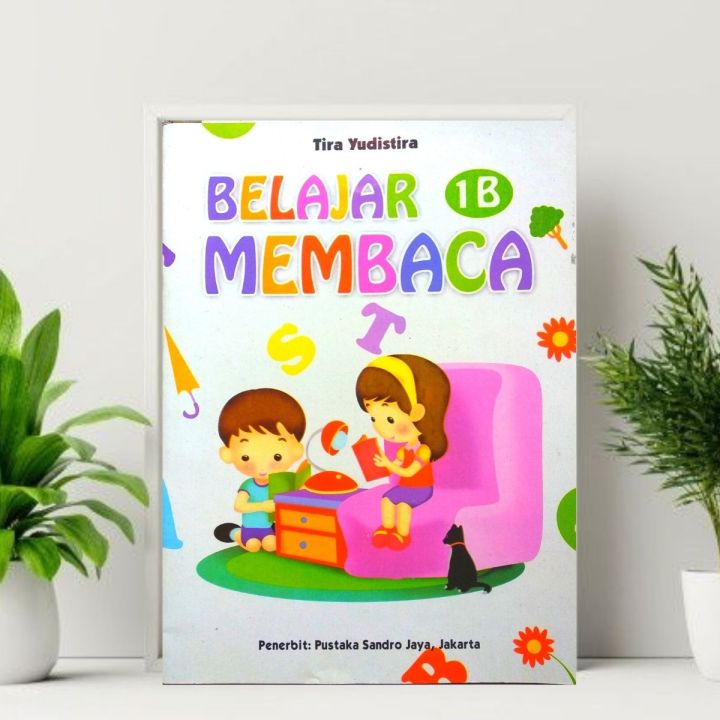 Tira Yudistira
BELAJAR 1B
MEMBACA
S T
Penerbit: Pustaka Sandro Jaya, Jakarta
B